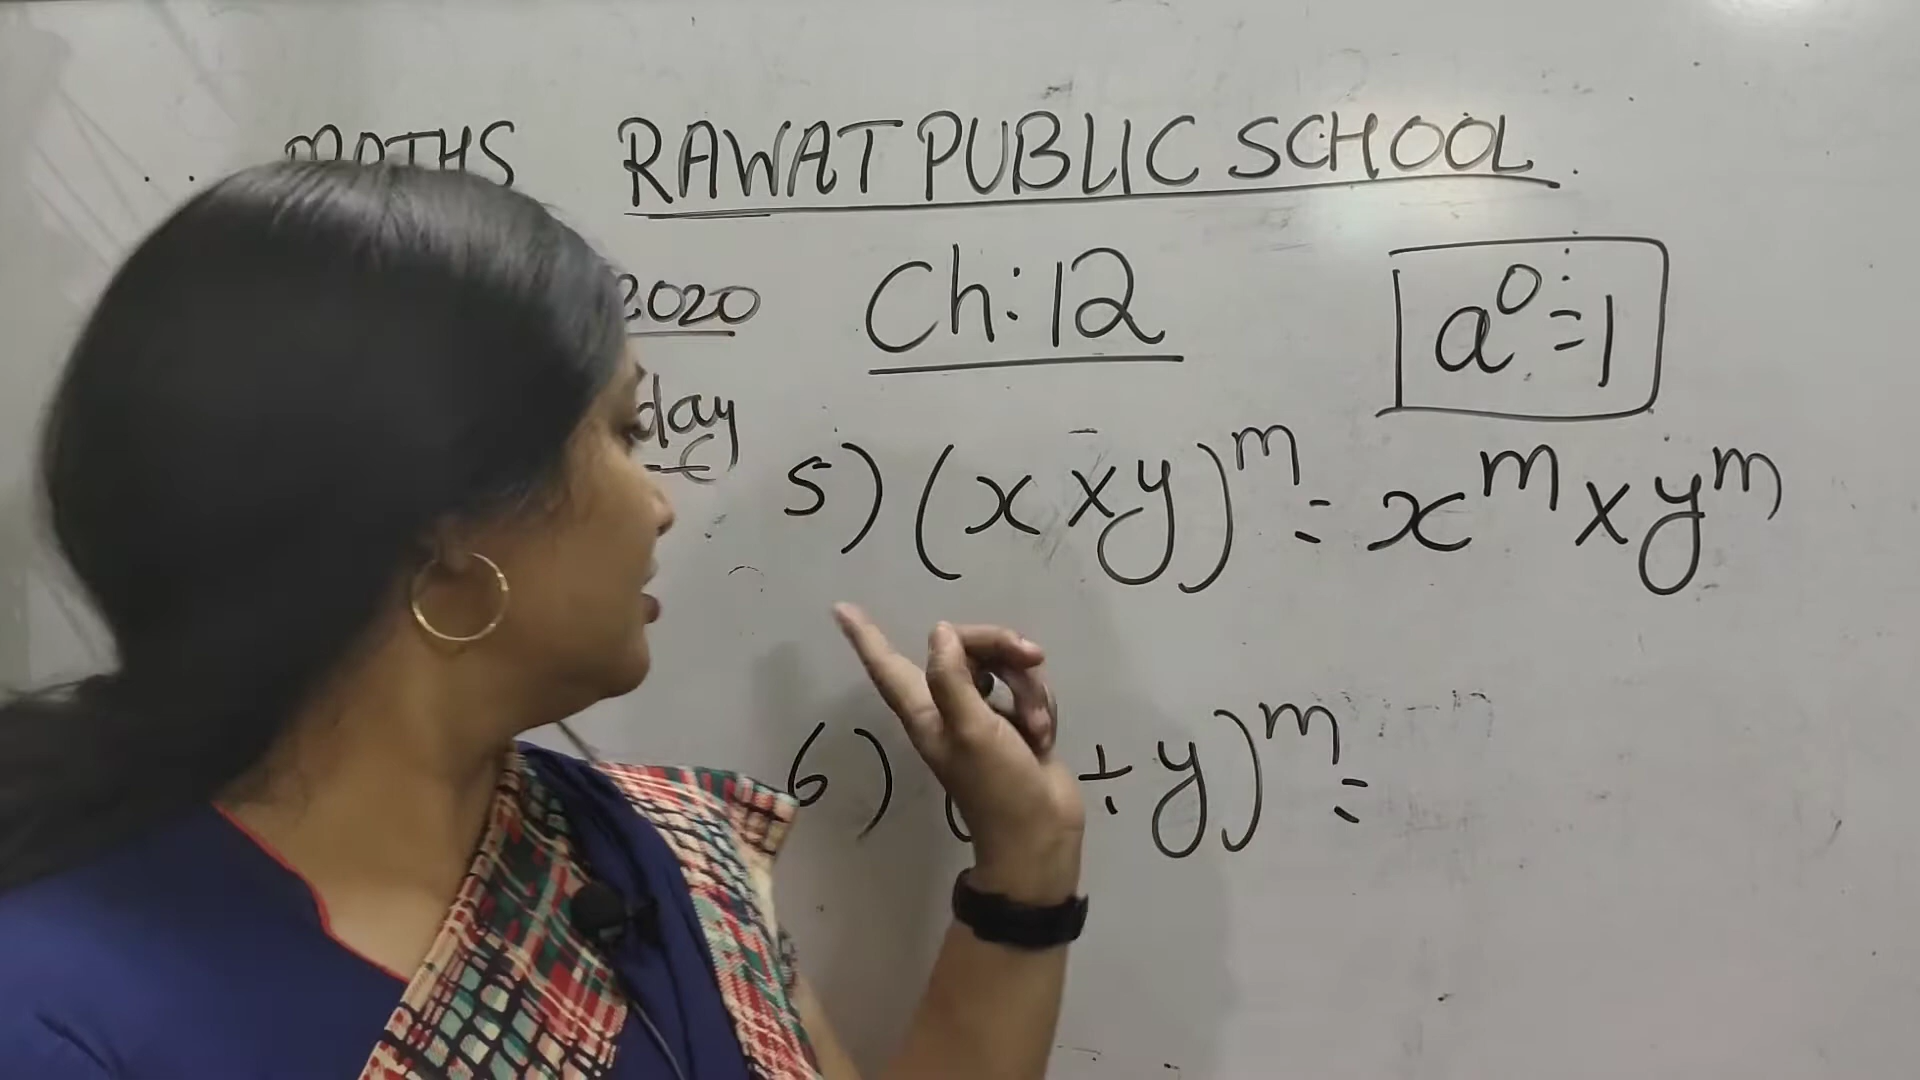 MATHS RAWAT PUBLIC SCHOOL
2020 Ch:12 a⁰=1
day
5) (x×y)ᵐ = xᵐ×yᵐ
6) ( ÷y)ᵐ =